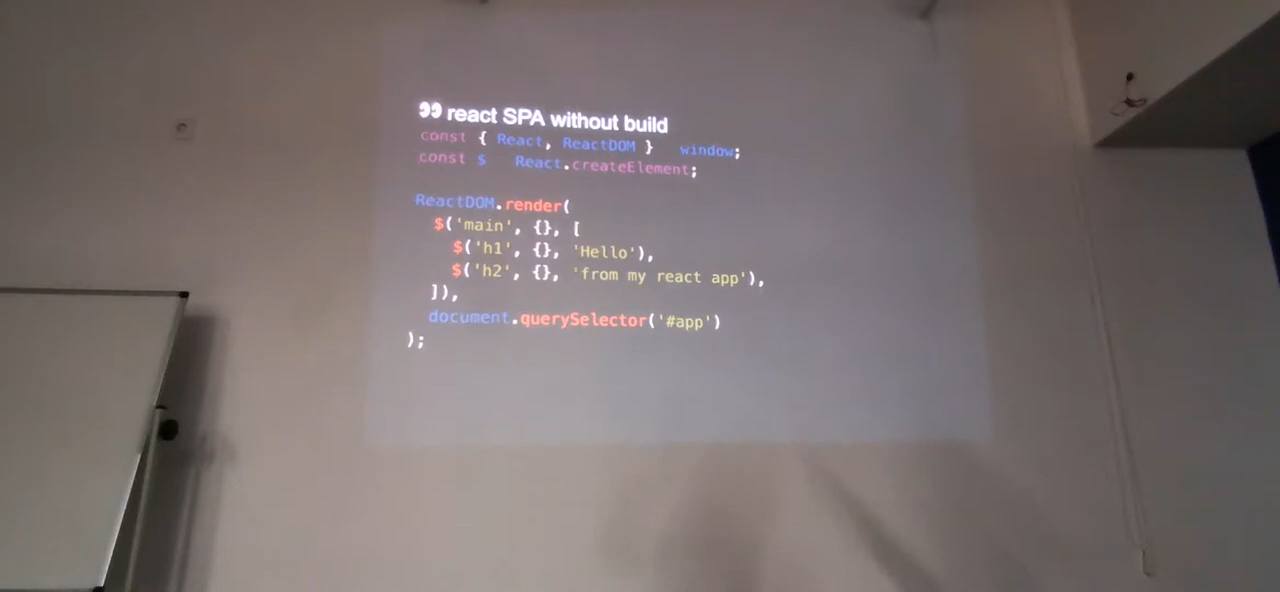 👀 react SPA without build
const { React, ReactDOM }   window;
const $   React.createElement;
ReactDOM.render(
  $('main', {}, [
    $('h1', {}, 'Hello'),
    $('h2', {}, 'from my react app'),
  ]),
  document.querySelector('#app')
);